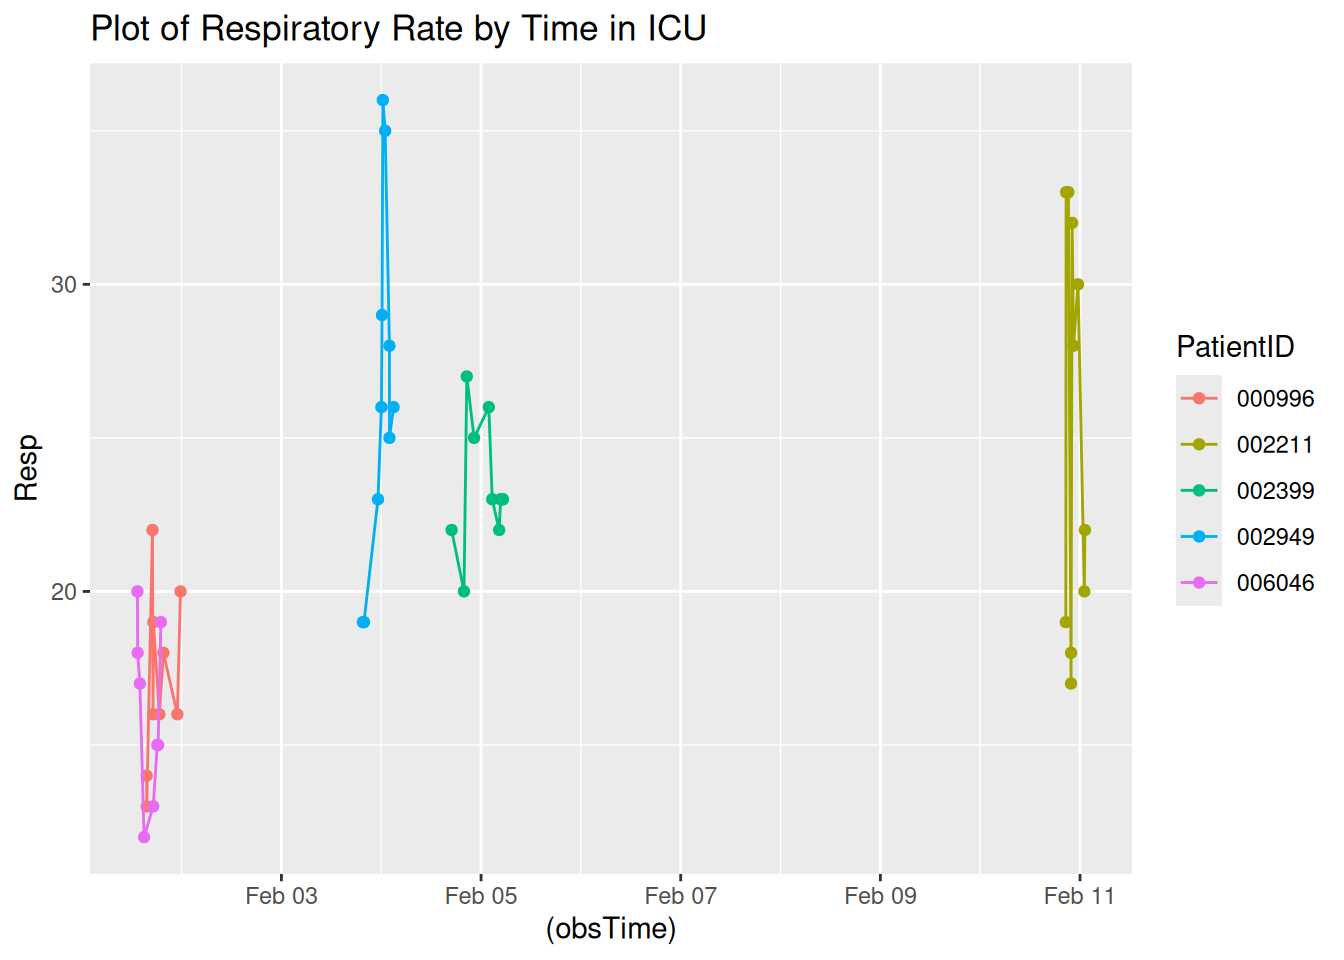 Plot of Respiratory Rate by Time in ICU
Resp
30
20
Feb 03
Feb 05
Feb 07
Feb 09
Feb 11
(obsTime)
PatientID
000996
002211
002399
002949
006046